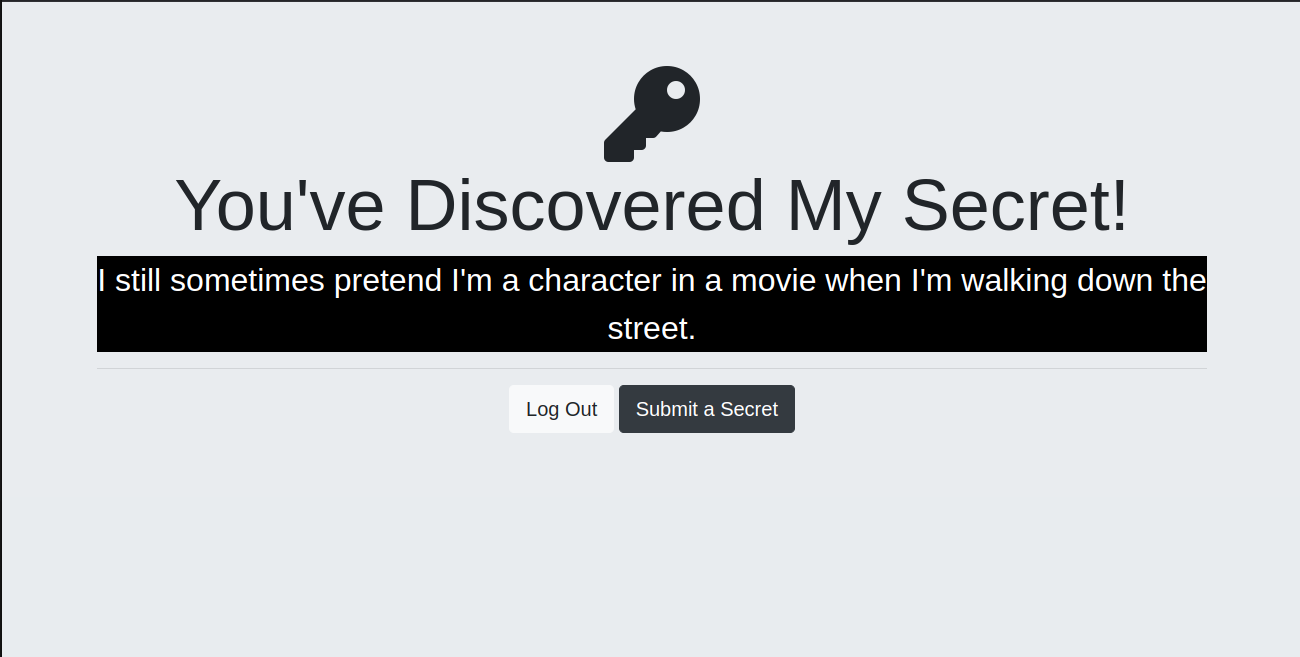 You've Discovered My Secret!
I still sometimes pretend I'm a character in a movie when I'm walking down the
street.
Log Out
Submit a Secret